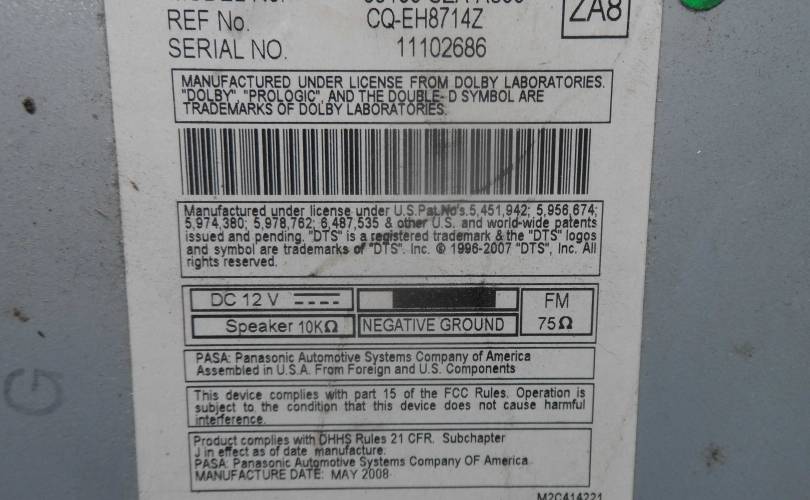 ZA8
REF No. CQ-EH8714Z
SERIAL NO. 11102686
MANUFACTURED UNDER LICENSE FROM DOLBY LABORATORIES.
"DOLBY" "PROLOGIC", AND THE DOUBLE- D SYMBOL ARE
TRADEMARKS OF DOLBY LABORATORIES.
Manufactured under license under U.S.Pat.No's.5,451,942; 5,956,674;
5,974,380; 5,978,762; 6,487,535 & other U.S. and world-wide patents
issued and pending. "DTS" is a registered trademark & the "DTS" logos
and symbol are trademarks of "DTS". Inc. © 1996-2007 "DTS", Inc. All
rights reserved.
DC 12 V
FM
Speaker 10KΩ NEGATIVE GROUND 75Ω
PASA: Panasonic Automotive Systems Company of America
Assembled in U.S.A. From Foreign and U.S. Components
This device complies with part 15 of the FCC Rules. Operation is
subject to the condition that this device does not cause harmful
interference.
Product complies with DHHS Rules 21 CFR. Subchapter
J in effect as of date manufacture.
PASA: Panasonic Automotive Systems Company OF America
MANUFACTURE DATE: MAY 2008
G